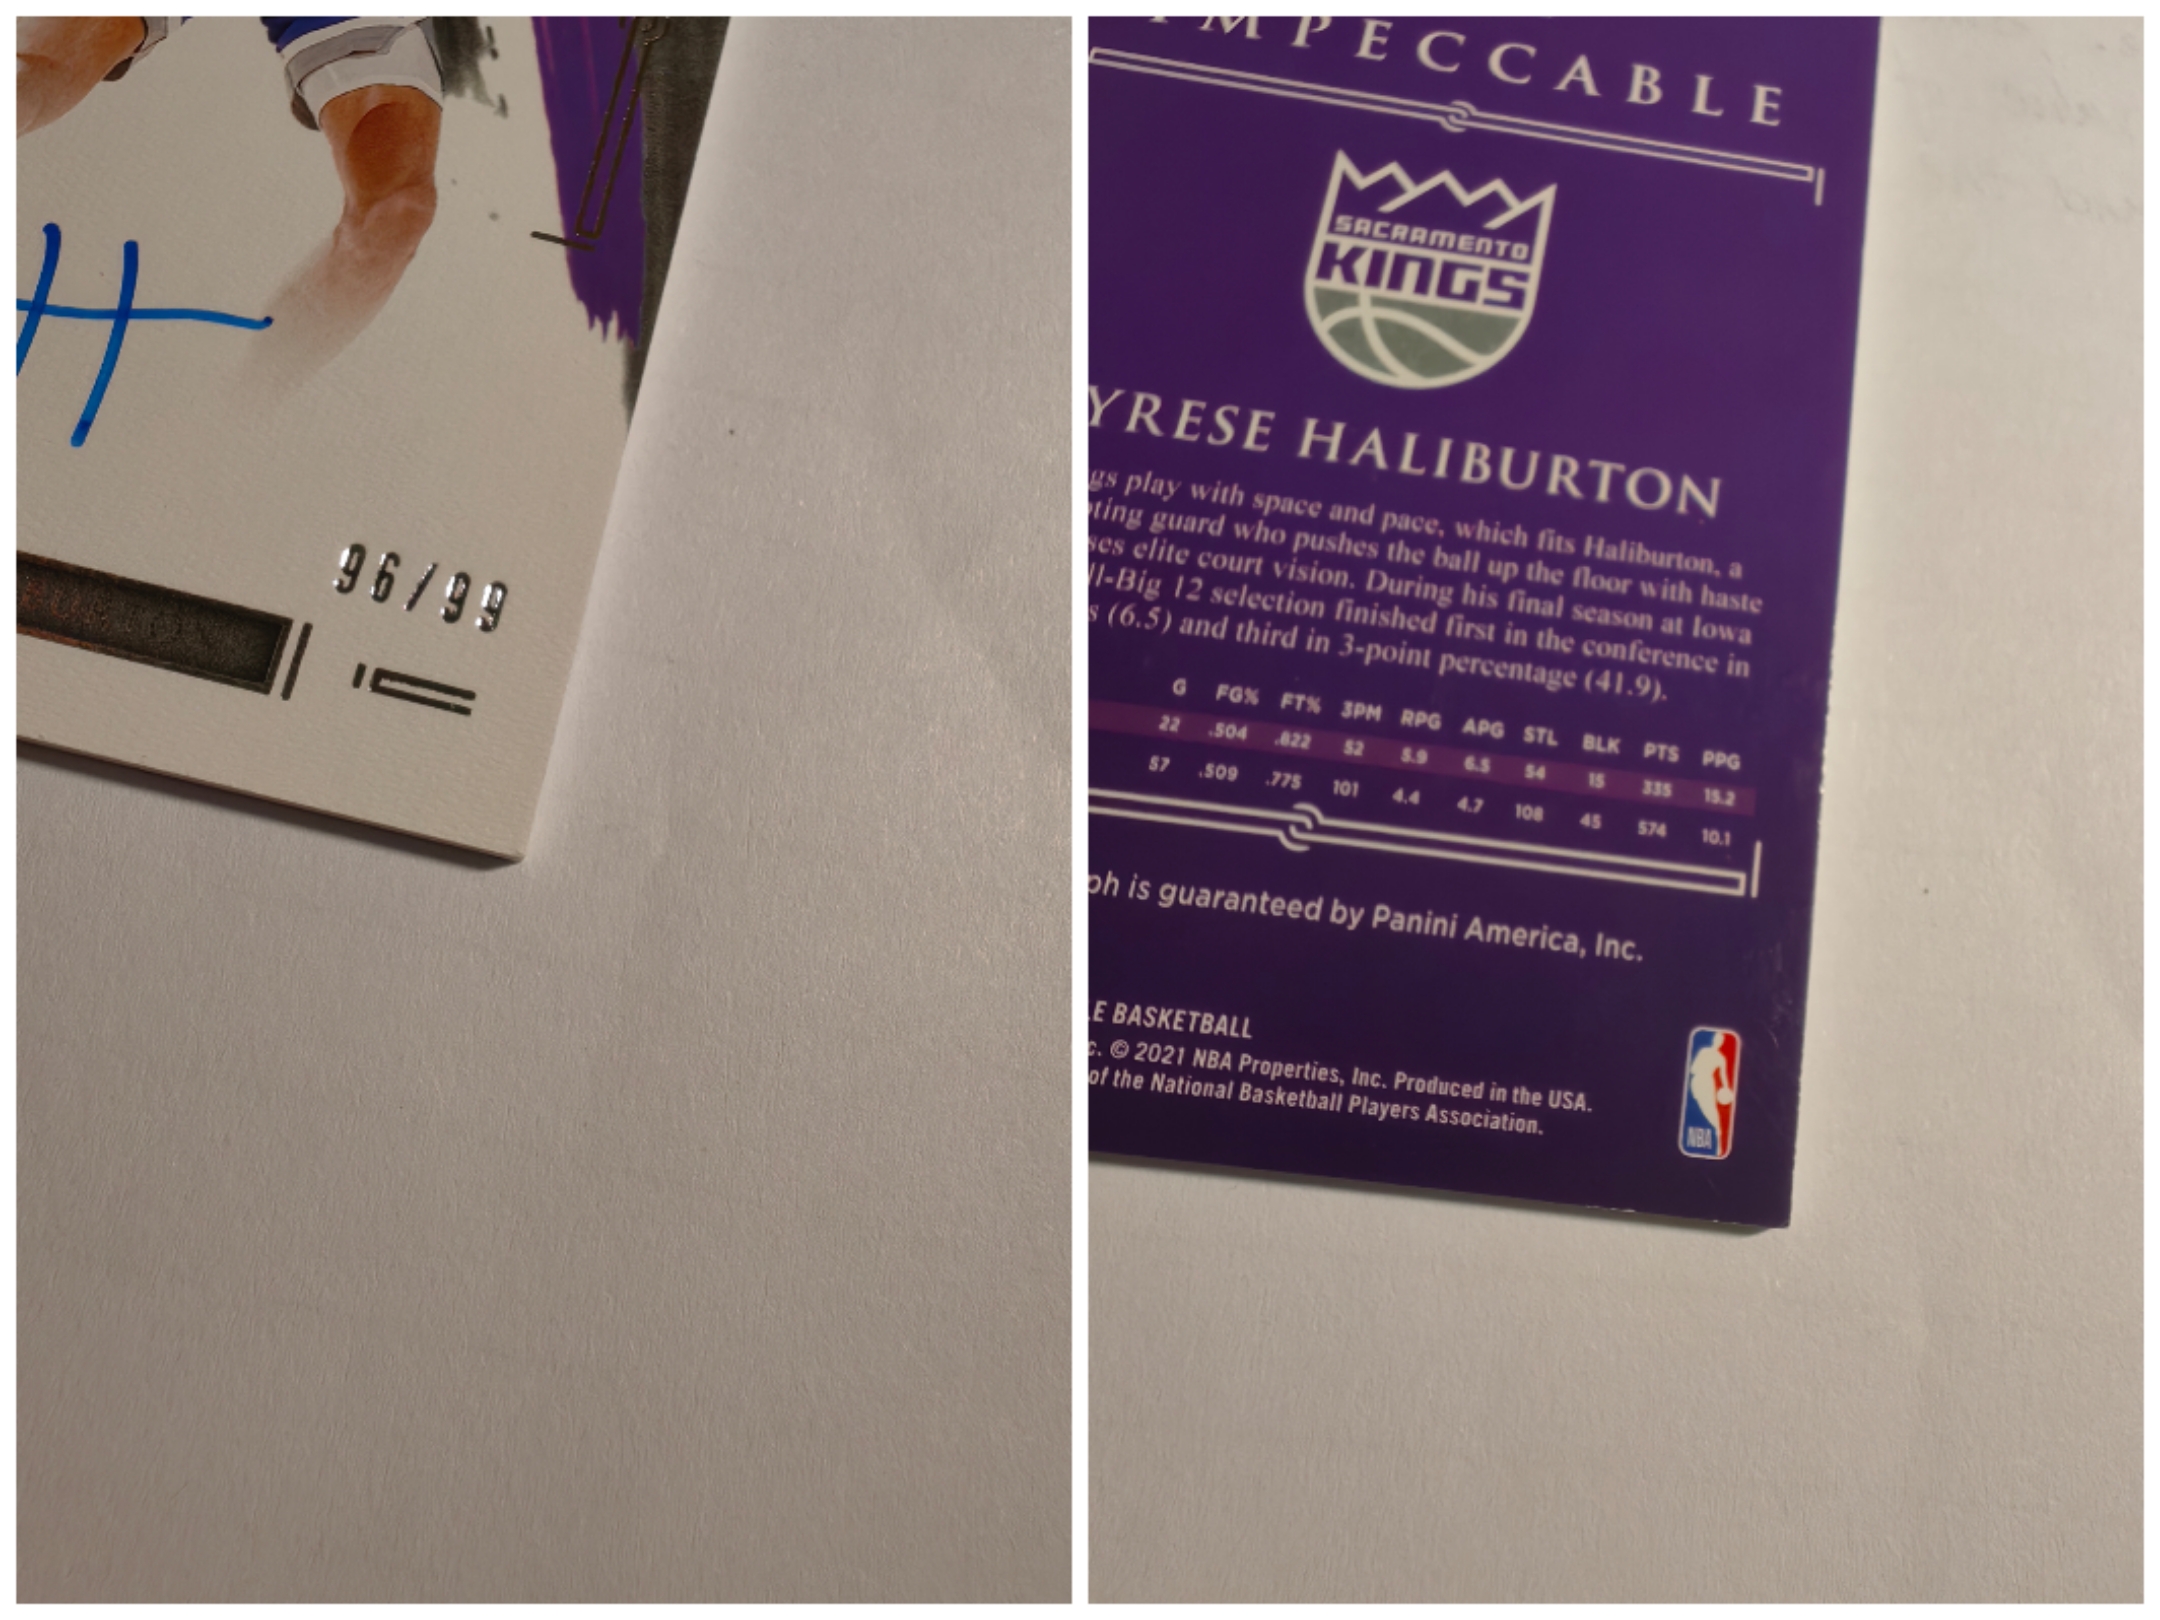 96/99
IMPECCABLE
SACRAMENTO
KINGS
YRESE HALIBURTON
gs play with space and pace, which fits Haliburton, a
ting guard who pushes the ball up the floor with haste
ses elite court vision. During his final season at Iowa
ll-Big 12 selection finished first in the conference in
s (6.5) and third in 3-point percentage (41.9).
G FG% FT% 3PM RPG APG STL BLK PTS PPG
22 .504 .822 52 5.9 6.5 54 15 335 15.2
57 .509 .775 101 4.4 4.7 108 45 574 10.1
ph is guaranteed by Panini America, Inc.
LE BASKETBALL
c. © 2021 NBA Properties, Inc. Produced in the USA.
of the National Basketball Players Association.
NBA